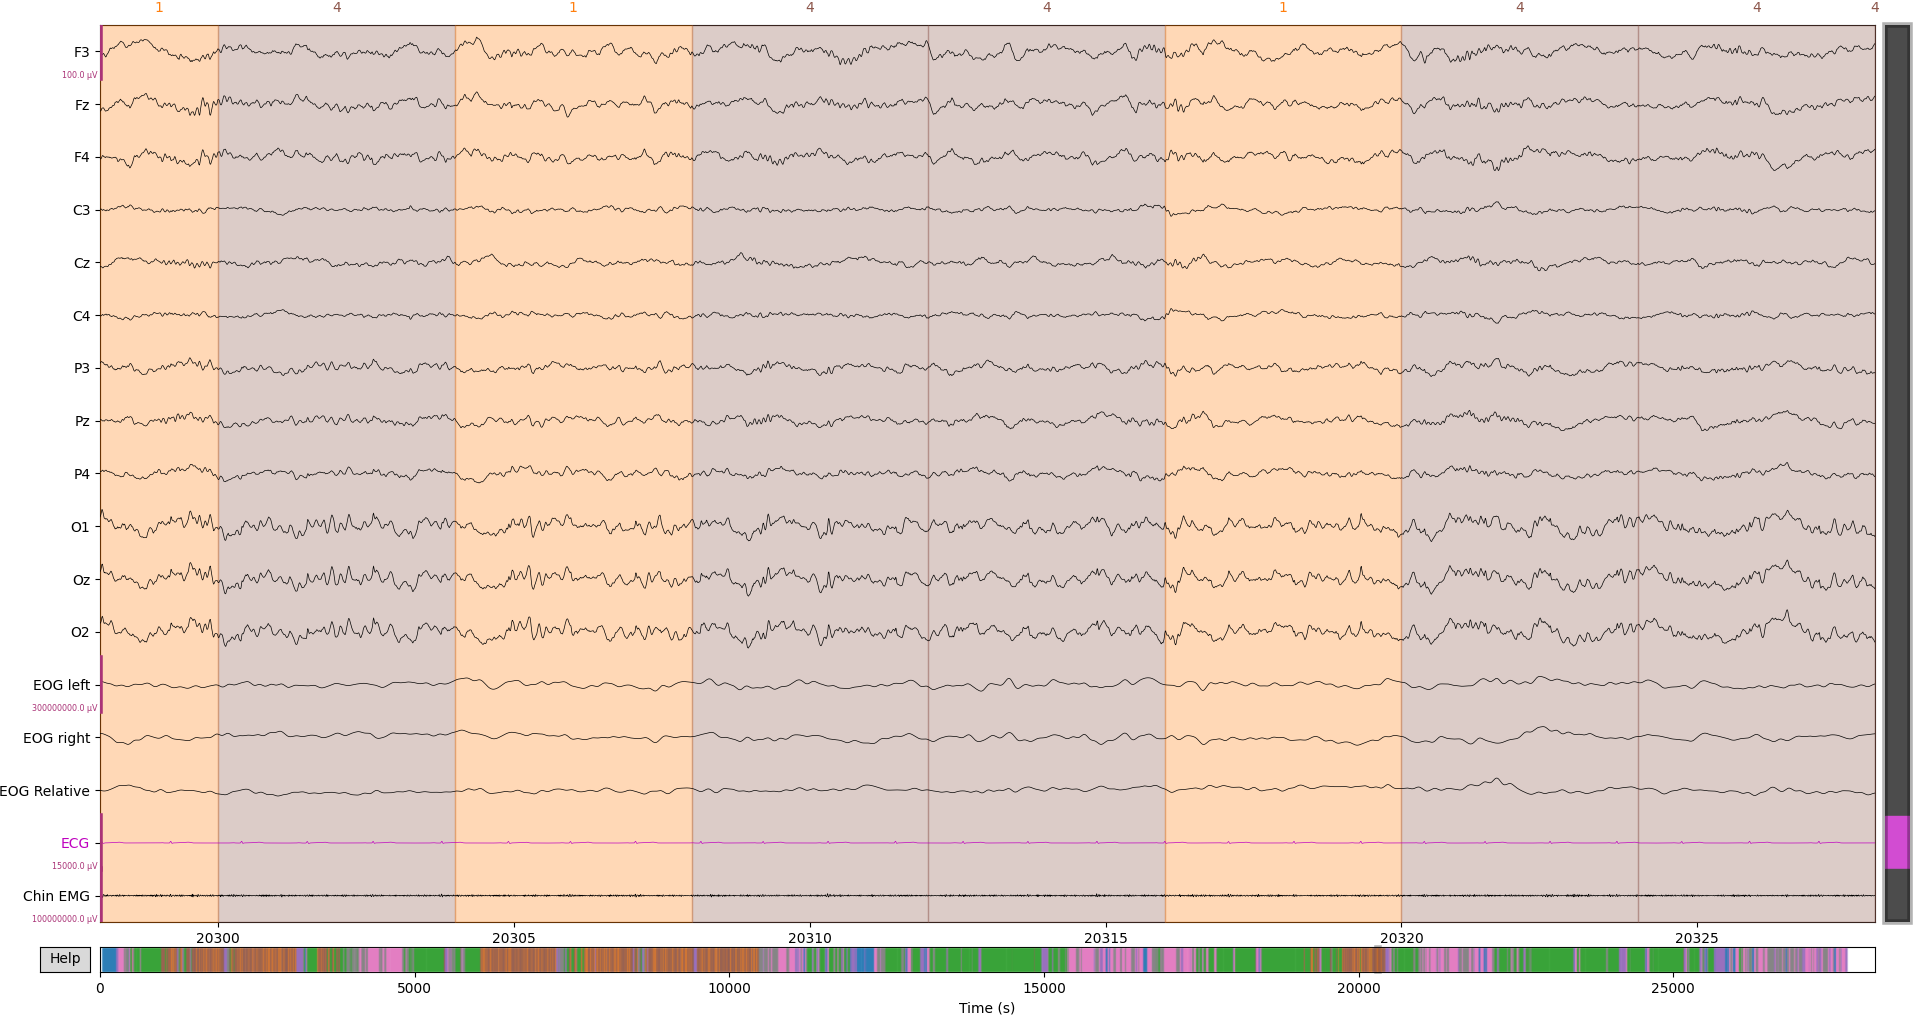 1 4 1 4 4 1 4 4 4
F3
100.0 µV
Fz
F4
C3
Cz
C4
P3
Pz
P4
O1
Oz
O2
EOG left
300000000.0 µV
EOG right
EOG Relative
ECG
15000.0 µV
Chin EMG
100000000.0 µV
20300 20305 20310 20315 20320 20325
Help
0 5000 10000 15000 20000 25000
Time (s)